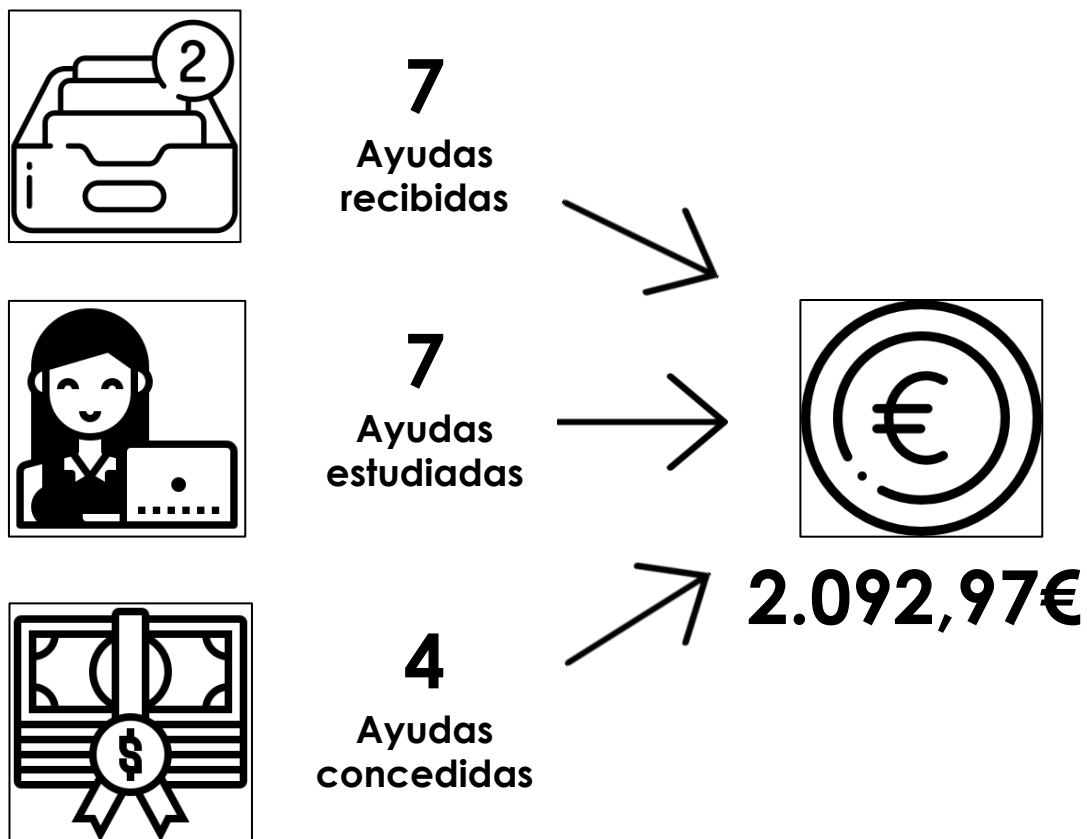 2
7
Ayudas
recibidas
7
Ayudas
estudiadas
€
2.092,97€
4
Ayudas
concedidas
$